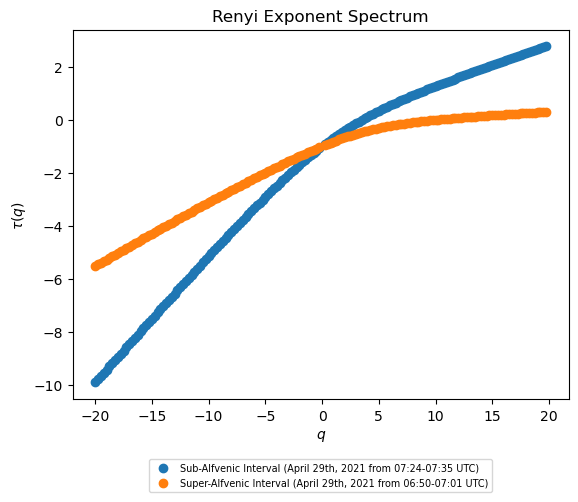 Renyi Exponent Spectrum
2
0
−2
−4
−6
−8
−10
τ(q)
−20 −15 −10 −5 0 5 10 15 20
q
Sub-Alfvenic Interval (April 29th, 2021 from 07:24-07:35 UTC)
Super-Alfvenic Interval (April 29th, 2021 from 06:50-07:01 UTC)